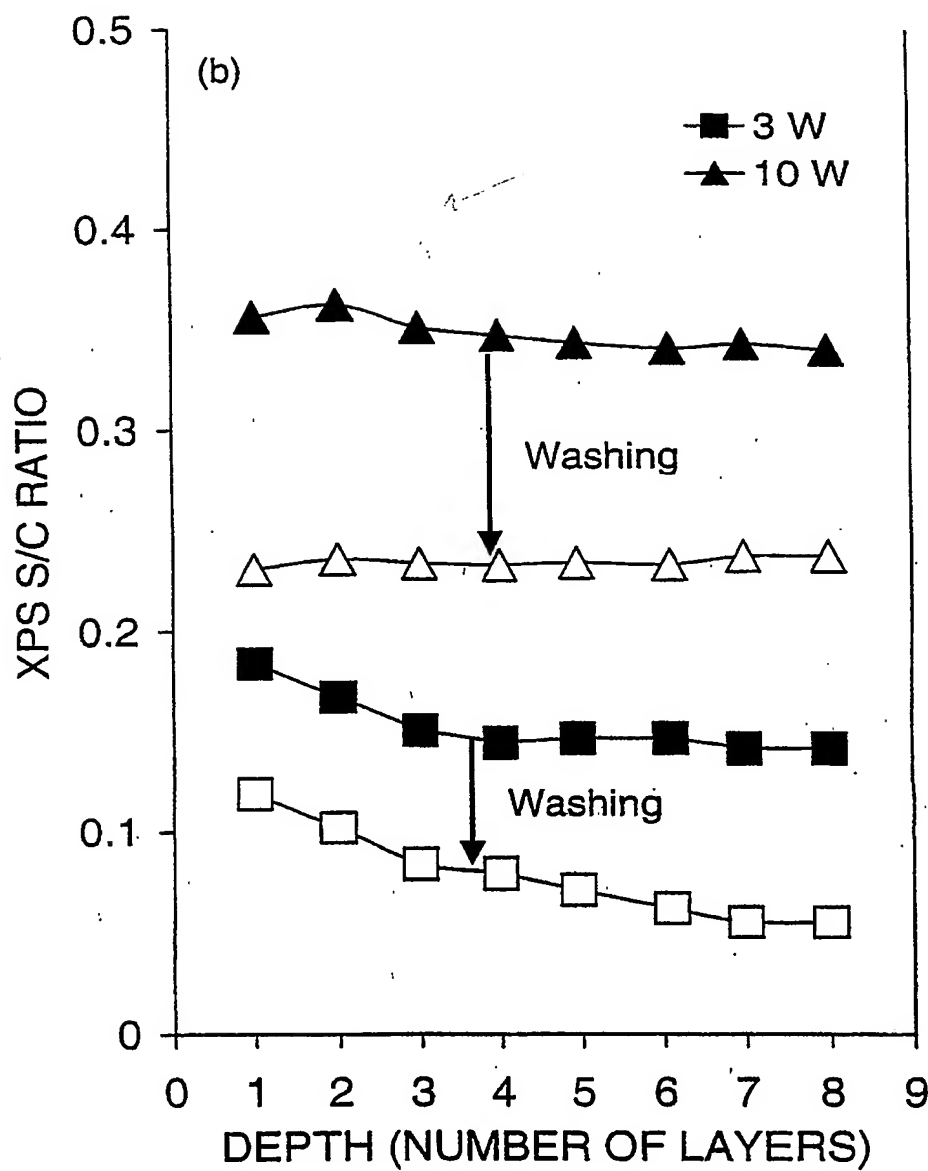 0.5
(b)
3 W
10 W
0.4
0.3
Washing
0.2
Washing
0.1
0
0 1 2 3 4 5 6 7 8 9
XPS S/C RATIO
DEPTH (NUMBER OF LAYERS)